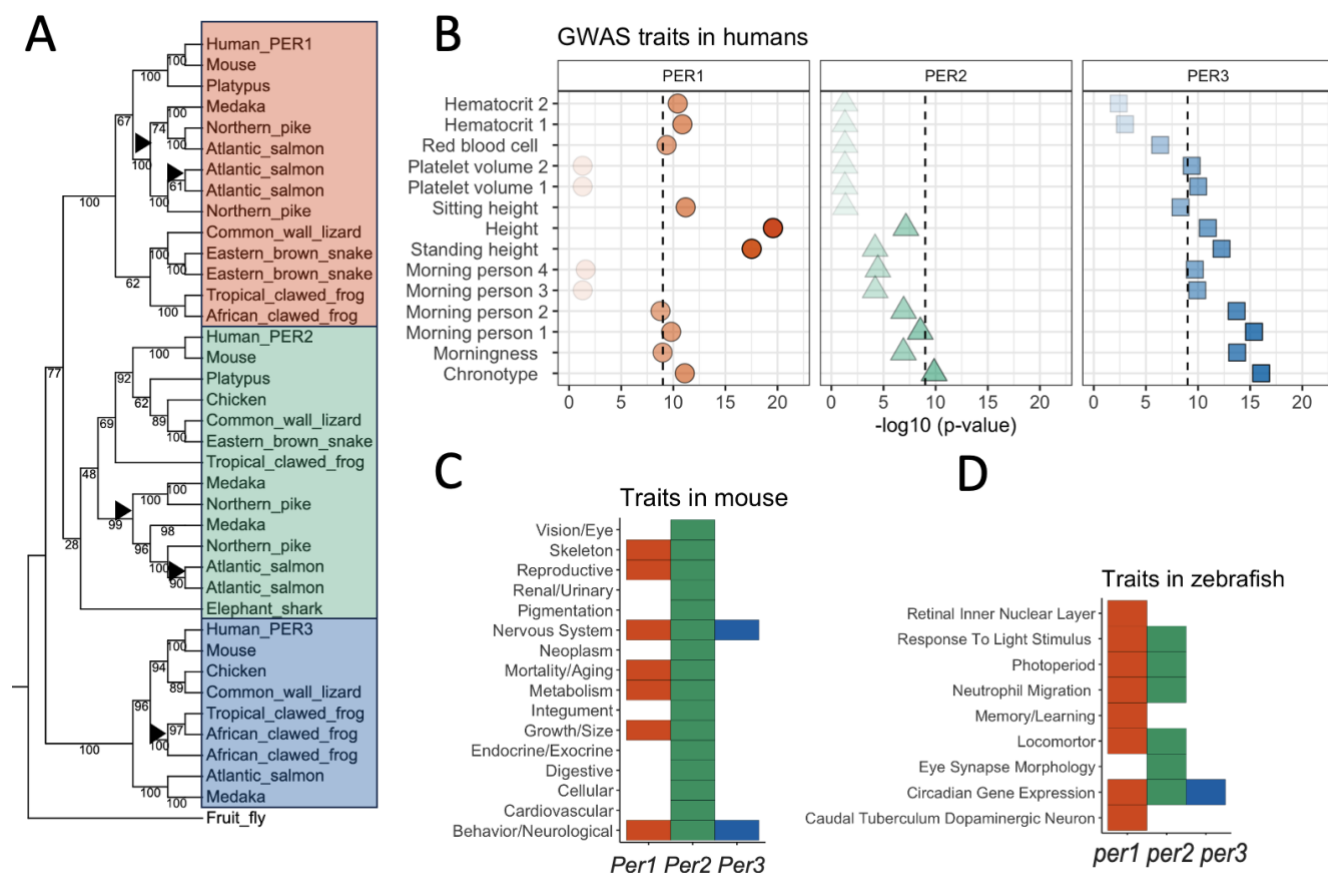 A
Human_PER1
Mouse
Platypus
Medaka
Northern_pike
Atlantic_salmon
Atlantic_salmon
Atlantic_salmon
Northern_pike
Common_wall_lizard
Eastern_brown_snake
Eastern_brown_snake
Tropical_clawed_frog
African_clawed_frog
Human_PER2
Mouse
Platypus
Chicken
Common_wall_lizard
Eastern_brown_snake
Tropical_clawed_frog
Medaka
Northern_pike
Medaka
Northern_pike
Atlantic_salmon
Atlantic_salmon
Elephant_shark
Human_PER3
Mouse
Chicken
Common_wall_lizard
Tropical_clawed_frog
African_clawed_frog
African_clawed_frog
Atlantic_salmon
Medaka
Fruit_fly
100
100
67
100
74
100
100
61
100
100
100
100
62
100
77
100
92
62
89
100
69
48
100
100
99
98
96
100
90
28
100
94
89
96
97
100
100
100
100
B
GWAS traits in humans
PER1 PER2 PER3
Hematocrit 2
Hematocrit 1
Red blood cell
Platelet volume 2
Platelet volume 1
Sitting height
Height
Standing height
Morning person 4
Morning person 3
Morning person 2
Morning person 1
Morningness
Chronotype
0 5 10 15 20 0 5 10 15 20 0 5 10 15 20
-log10 (p-value)
C
Traits in mouse
Vision/Eye
Skeleton
Reproductive
Renal/Urinary
Pigmentation
Nervous System
Neoplasm
Mortality/Aging
Metabolism
Integument
Growth/Size
Endocrine/Exocrine
Digestive
Cellular
Cardiovascular
Behavior/Neurological
Per1 Per2 Per3
D
Traits in zebrafish
Retinal Inner Nuclear Layer
Response To Light Stimulus
Photoperiod
Neutrophil Migration
Memory/Learning
Locomortor
Eye Synapse Morphology
Circadian Gene Expression
Caudal Tuberculum Dopaminergic Neuron
per1 per2 per3